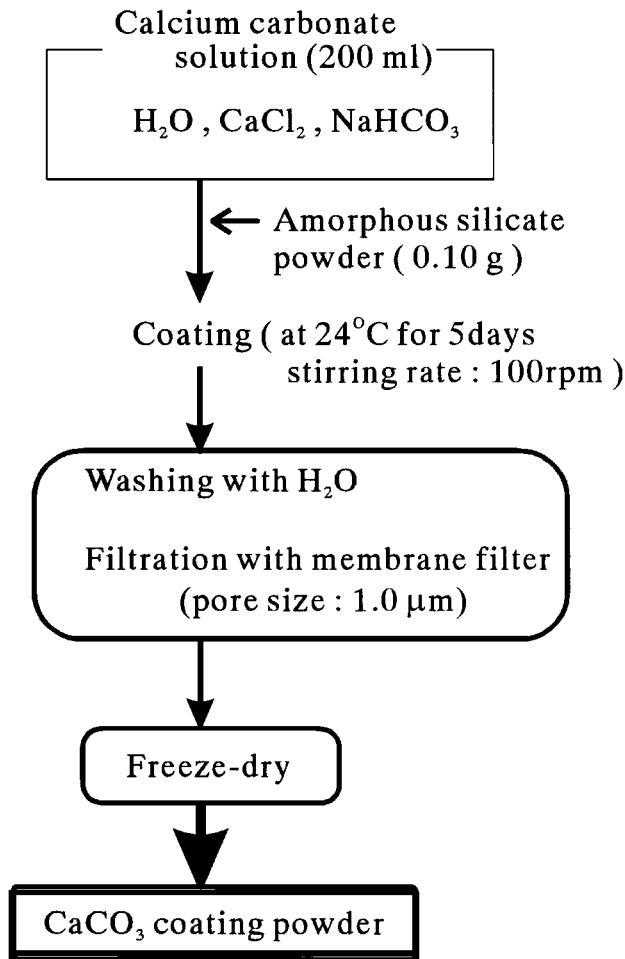 Calcium carbonate
solution (200 ml)
H₂O , CaCl₂ , NaHCO₃
Amorphous silicate
powder ( 0.10 g )
Coating ( at 24°C for 5days
stirring rate : 100rpm )
Washing with H₂O
Filtration with membrane filter
(pore size : 1.0 μm)
Freeze-dry
CaCO₃ coating powder